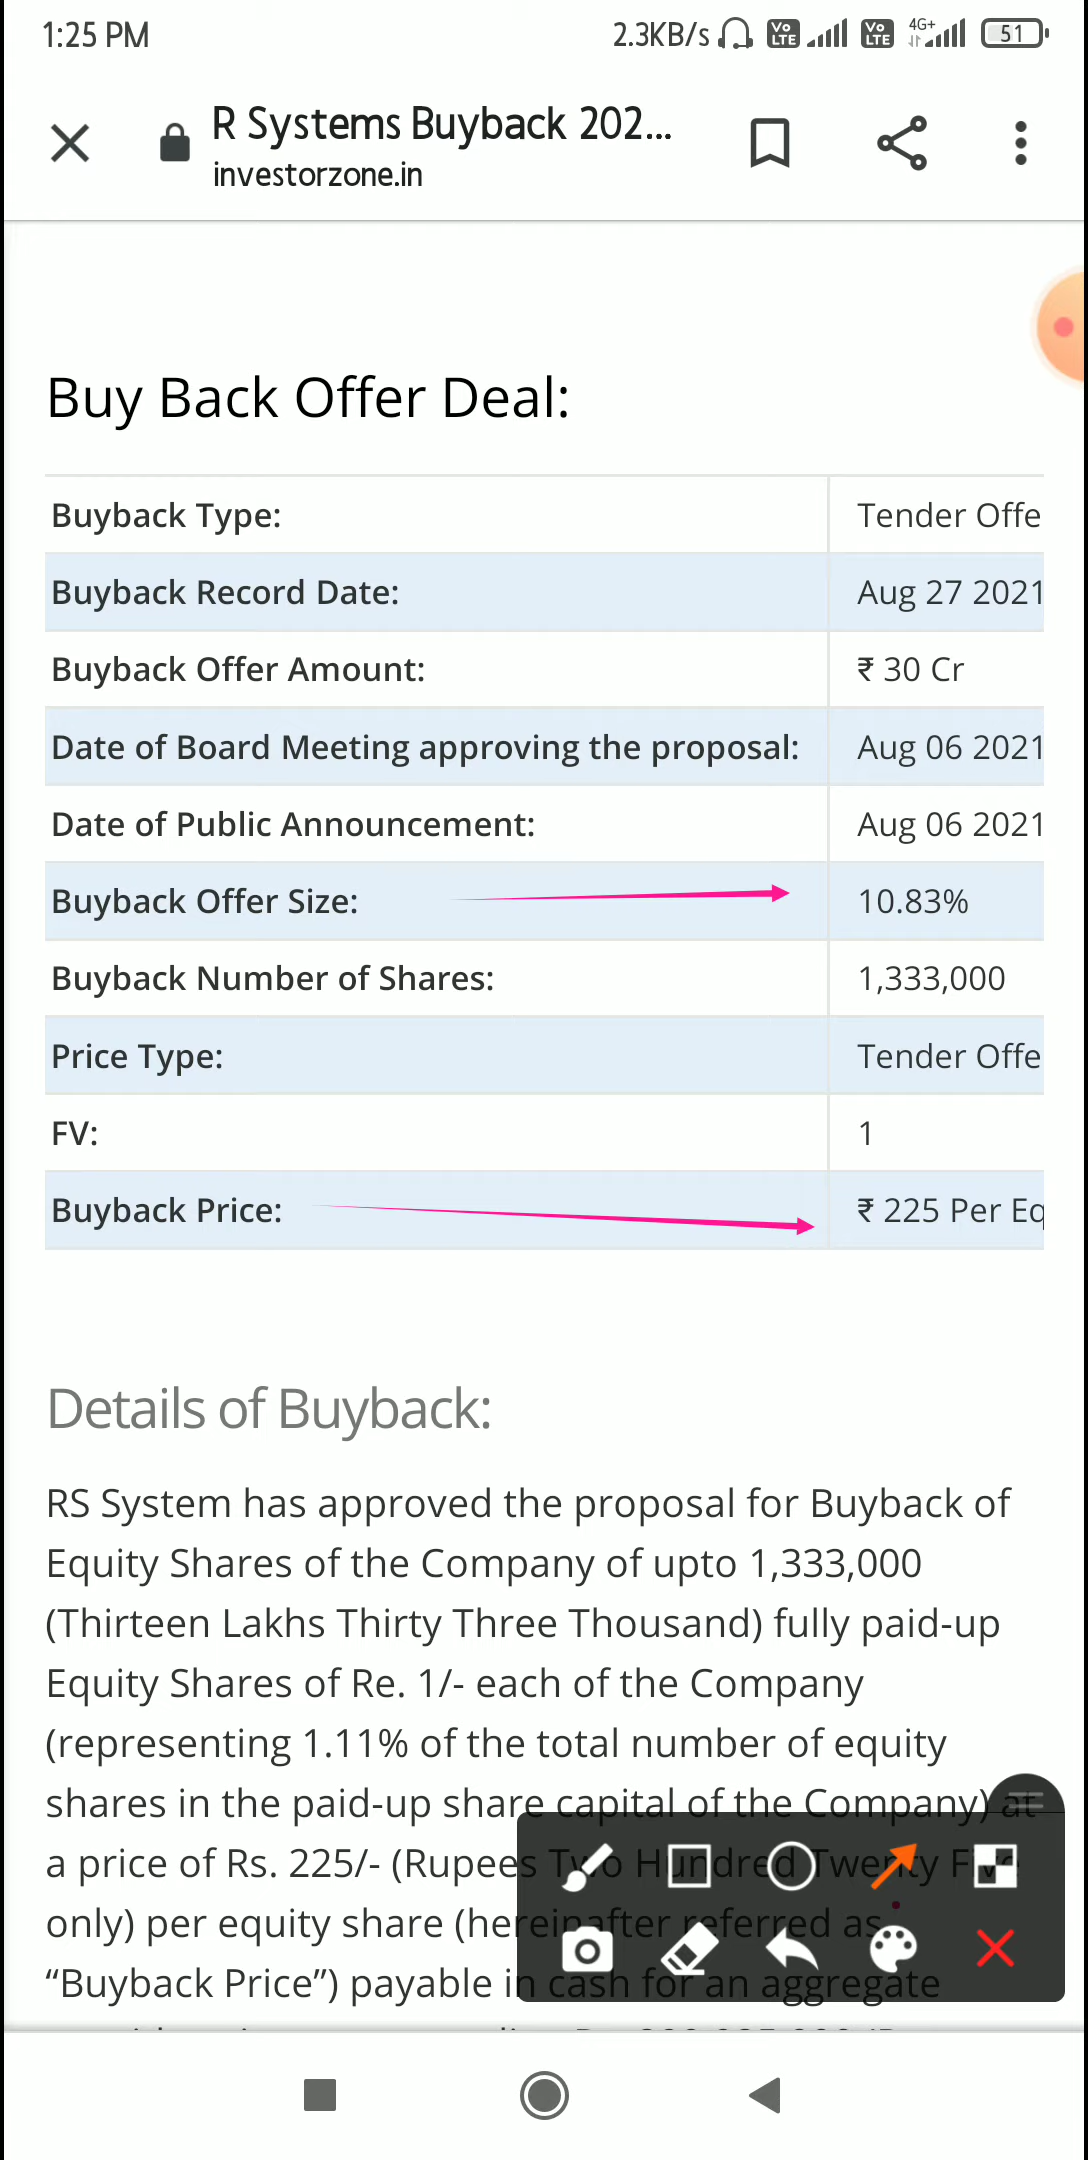 1:25 PM
2.3KB/s
Vo LTE
Vo LTE
4G+
51
R Systems Buyback 202...
investorzone.in
Buy Back Offer Deal:
Buyback Type: Tender Offe
Buyback Record Date: Aug 27 2021
Buyback Offer Amount: ₹ 30 Cr
Date of Board Meeting approving the proposal: Aug 06 2021
Date of Public Announcement: Aug 06 2021
Buyback Offer Size: 10.83%
Buyback Number of Shares: 1,333,000
Price Type: Tender Offe
FV: 1
Buyback Price: ₹ 225 Per Eq
Details of Buyback:
RS System has approved the proposal for Buyback of
Equity Shares of the Company of upto 1,333,000
(Thirteen Lakhs Thirty Three Thousand) fully paid-up
Equity Shares of Re. 1/- each of the Company
(representing 1.11% of the total number of equity
shares in the paid-up share capital of the Company) at
a price of Rs. 225/- (Rupees Two Hundred Twenty Five
only) per equity share (hereinafter referred as
“Buyback Price”) payable in cash for an aggregate